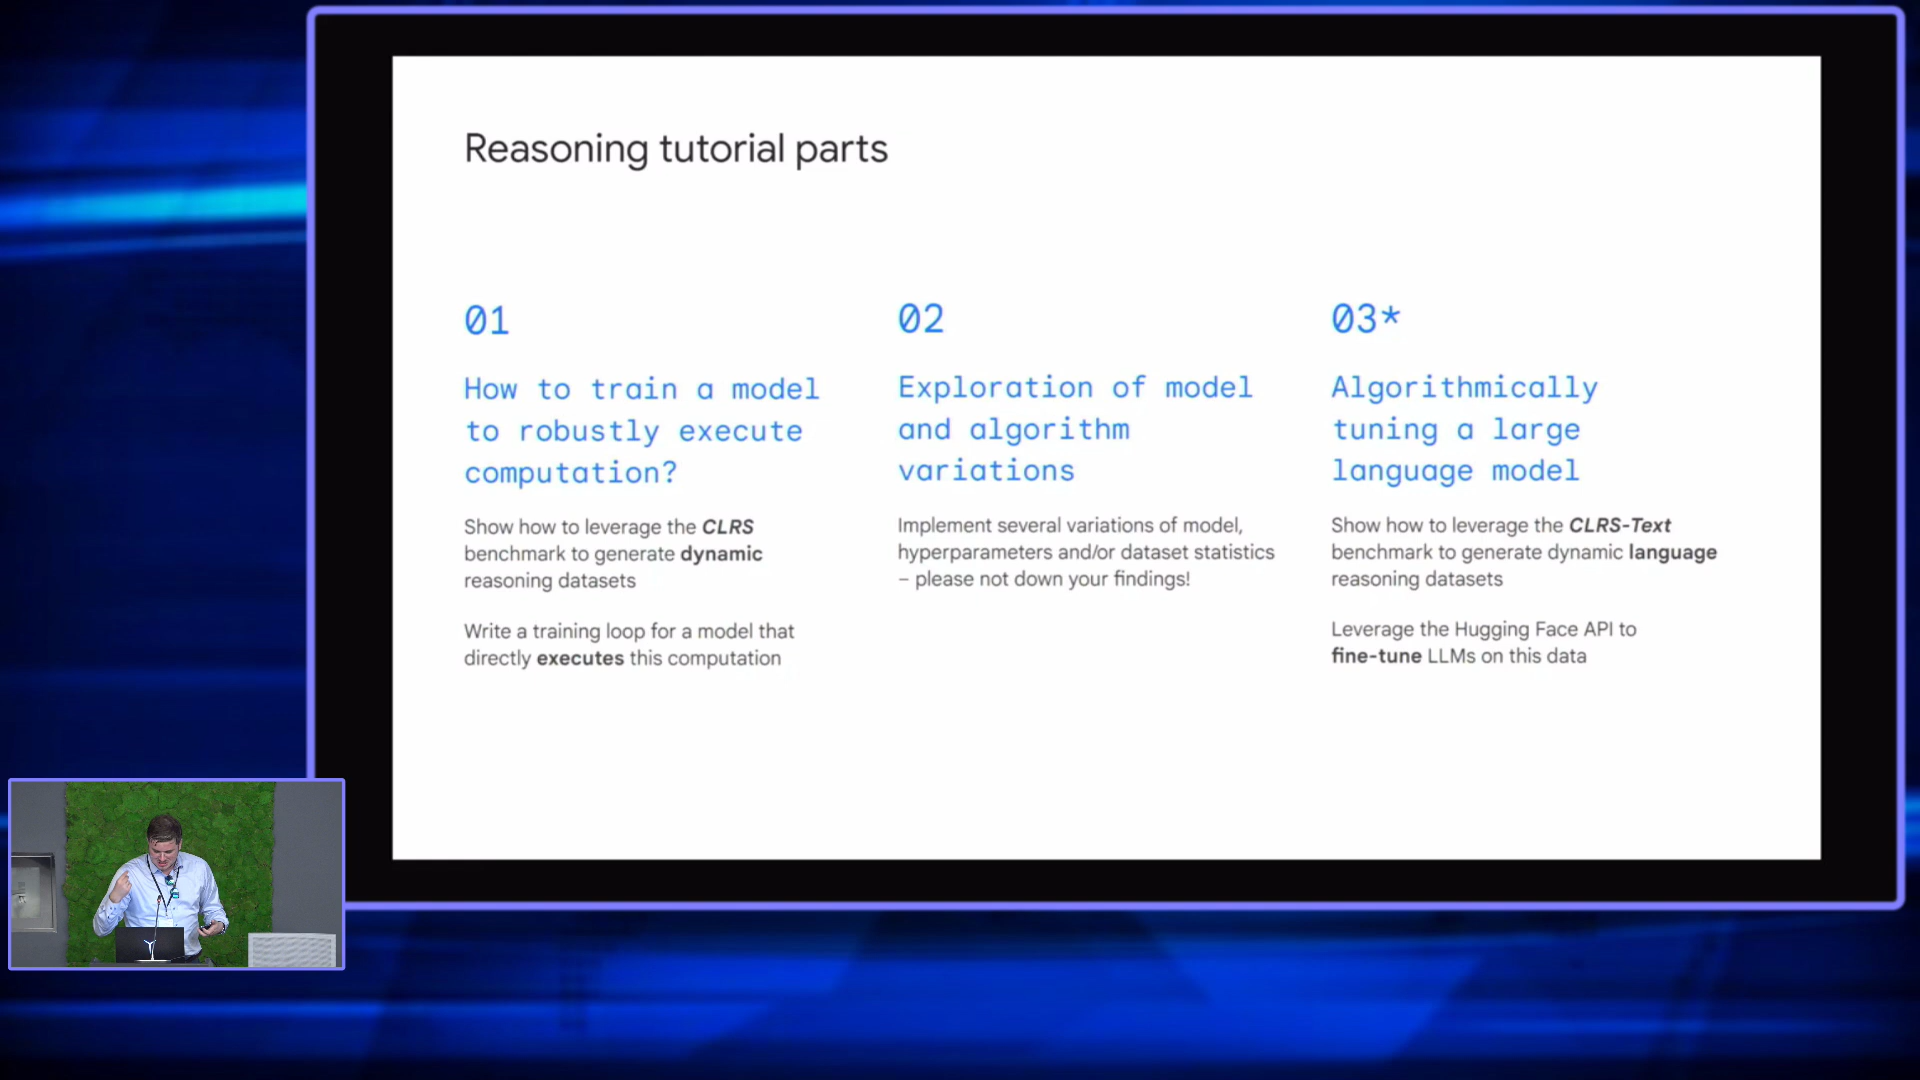 Reasoning tutorial parts
01
How to train a model
to robustly execute
computation?
Show how to leverage the CLRS
benchmark to generate dynamic
reasoning datasets
Write a training loop for a model that
directly executes this computation
02
Exploration of model
and algorithm
variations
Implement several variations of model,
hyperparameters and/or dataset statistics
– please not down your findings!
03*
Algorithmically
tuning a large
language model
Show how to leverage the CLRS-Text
benchmark to generate dynamic language
reasoning datasets
Leverage the Hugging Face API to
fine-tune LLMs on this data